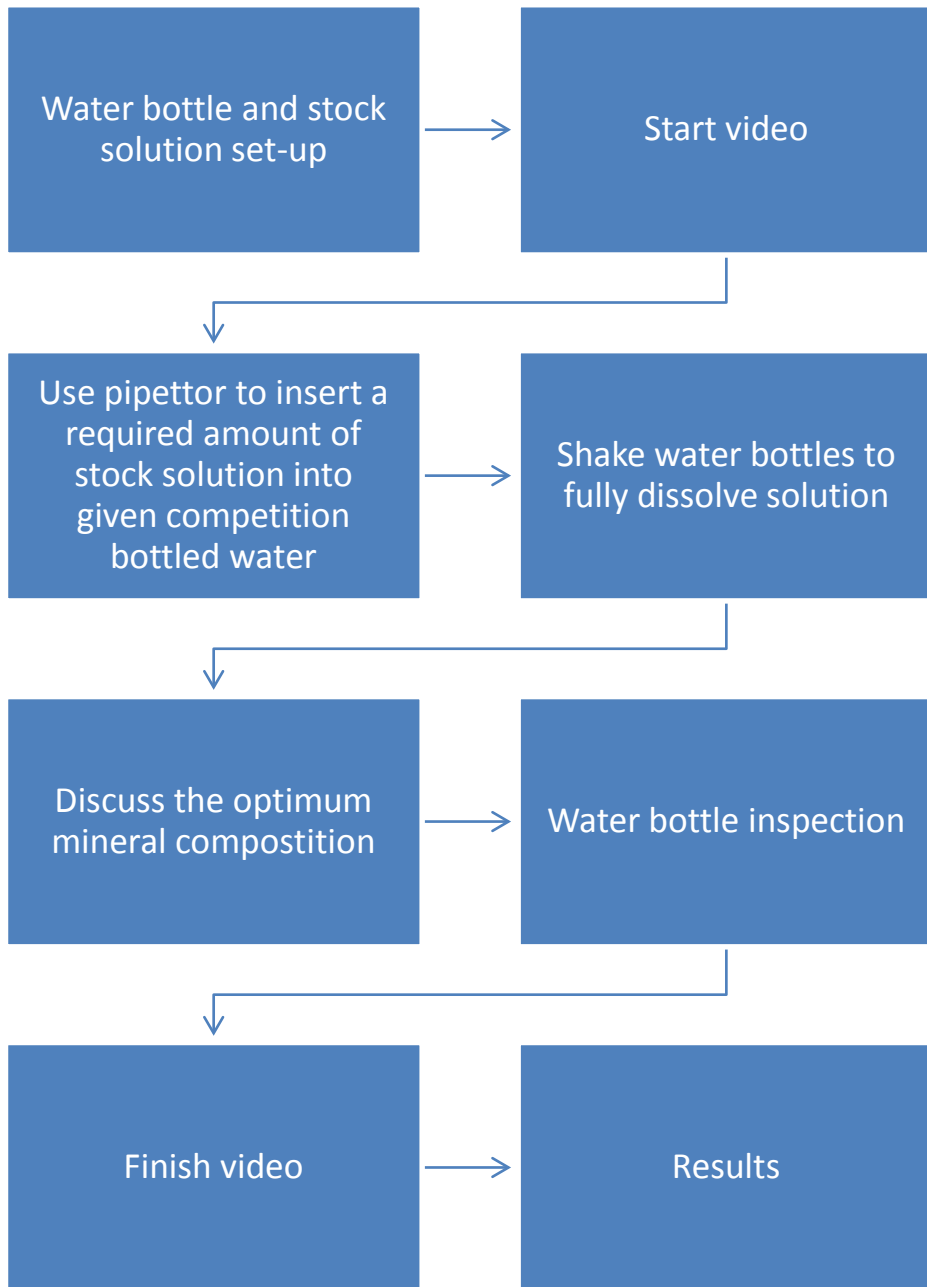 Water bottle and stock
solution set-up
Start video
Use pipettor to insert a
required amount of
stock solution into
given competition
bottled water
Shake water bottles to
fully dissolve solution
Discuss the optimum
mineral compostition
Water bottle inspection
Finish video
Results